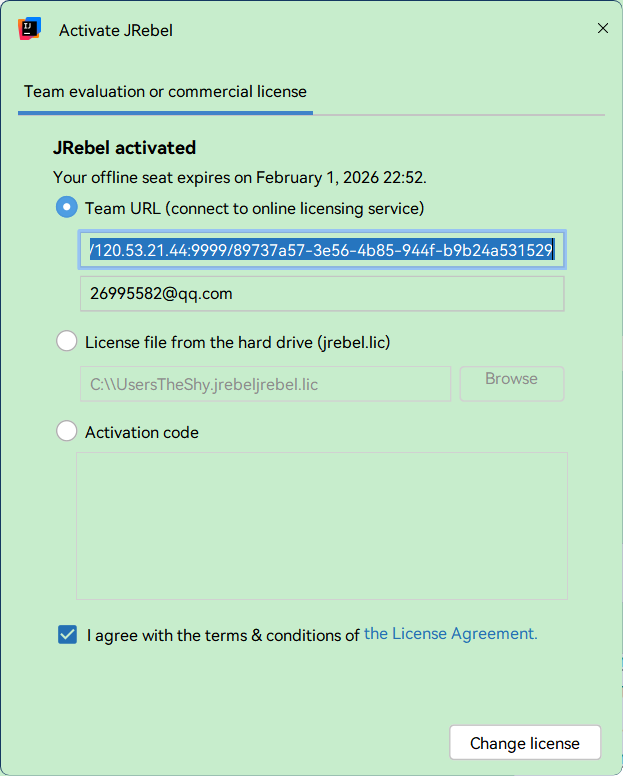 IJ
Activate JRebel
Team evaluation or commercial license
JRebel activated
Your offline seat expires on February 1, 2026 22:52.
Team URL (connect to online licensing service)
/120.53.21.44:9999/89737a57-3e56-4b85-944f-b9b24a531529
26995582@qq.com
License file from the hard drive (jrebel.lic)
C:\\UsersTheShy.jrebeljrebel.lic
Browse
Activation code
I agree with the terms & conditions of the License Agreement.
Change license